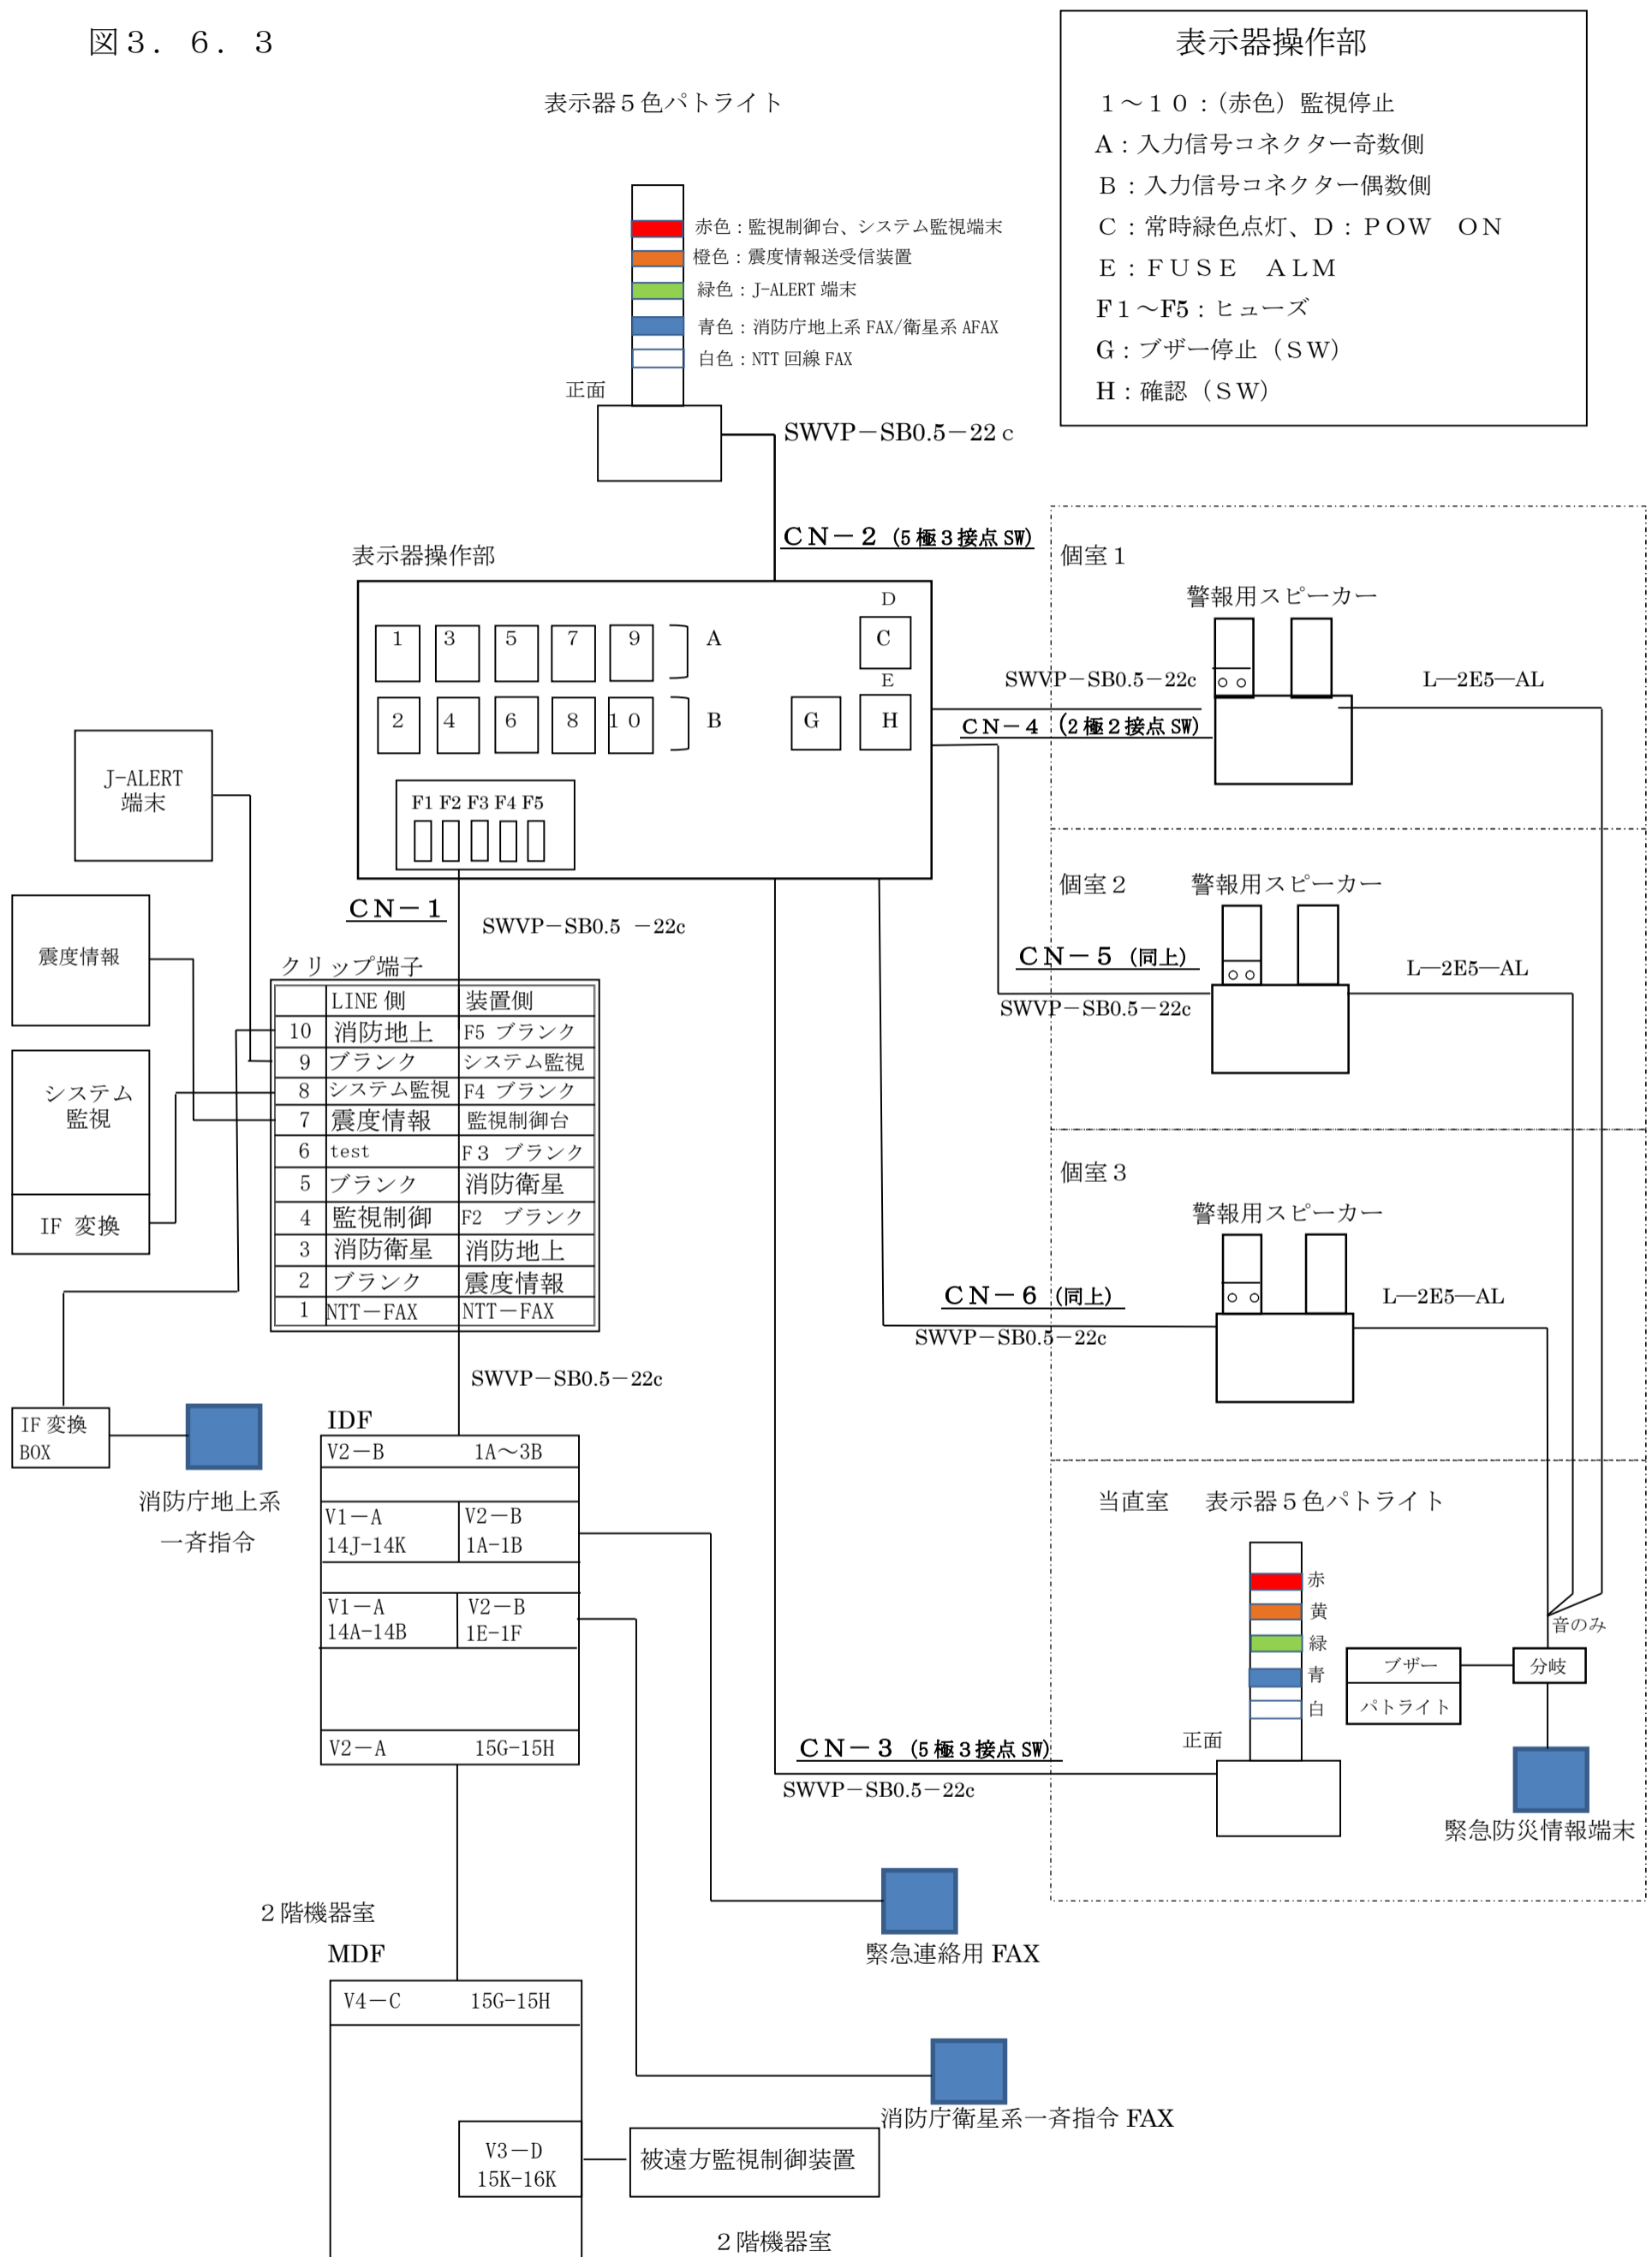 図3．6．3
表示器操作部
1～10：(赤色）監視停止
A：入力信号コネクター奇数側
B：入力信号コネクター偶数側
C：常時緑色点灯、D：POW　ON
E：FUSE　ALM
F1～F5：ヒューズ
G：ブザー停止（SW）
H：確認（SW）
表示器5色パトライト
赤色：監視制御台、システム監視端末
橙色：震度情報送受信装置
緑色：J-ALERT 端末
青色：消防庁地上系 FAX/衛星系 AFAX
白色：NTT 回線 FAX
正面
SWVP－SB0.5－22ｃ
CN－2（5極3接点 SW）
表示器操作部
D
1 3 5 7 9 A C
E
2 4 6 8 10 B G H
F1 F2 F3 F4 F5
個室1
警報用スピーカー
SWVP－SB0.5－22c
L―2E5―AL
CN－4（2極2接点 SW）
J-ALERT
端末
個室2 警報用スピーカー
CN－5（同上）
L―2E5―AL
SWVP－SB0.5－22c
CN－1
SWVP－SB0.5 －22c
震度情報
システム
監視
IF 変換
クリップ端子
LINE 側 装置側
10 消防地上 F5 ブランク
9 ブランク システム監視
8 システム監視 F4 ブランク
7 震度情報 監視制御台
6 test F3 ブランク
5 ブランク 消防衛星
4 監視制御 F2　ブランク
3 消防衛星 消防地上
2 ブランク 震度情報
1 NTT－FAX NTT－FAX
個室3
警報用スピーカー
CN－6（同上）
L―2E5―AL
SWVP－SB0.5－22c
SWVP－SB0.5－22c
IF 変換
BOX
消防庁地上系
一斉指令
IDF
V2－B 1A～3B
V1－A V2－B
14J-14K 1A-1B
V1－A V2－B
14A-14B 1E-1F
V2－A 15G-15H
当直室 表示器5色パトライト
赤
黄
緑
青
白
正面
音のみ
ブザー
パトライト
分岐
緊急防災情報端末
CN－3（5極3接点 SW）
SWVP－SB0.5－22c
緊急連絡用 FAX
2階機器室
MDF
V4－C 15G-15H
消防庁衛星系一斉指令 FAX
V3－D
15K-16K
被遠方監視制御装置
2階機器室